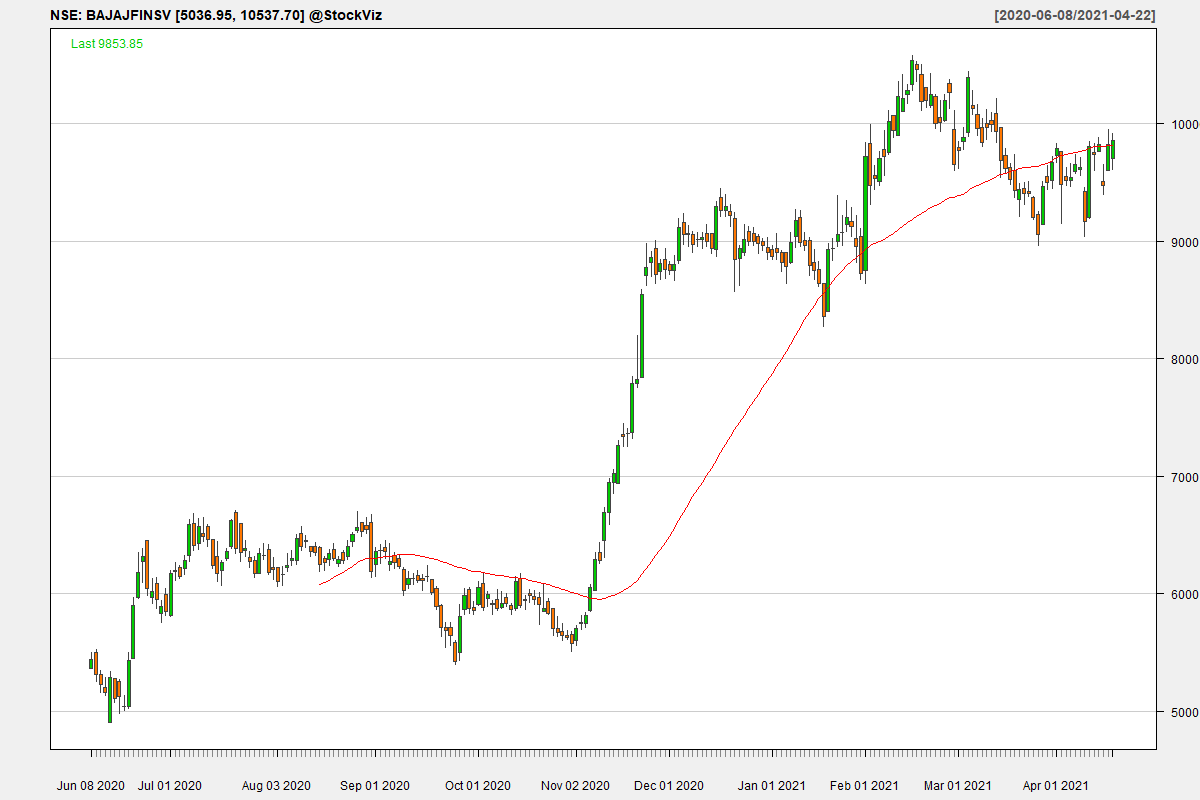 NSE: BAJAJFINSV [5036.95, 10537.70] @StockViz [2020-06-08/2021-04-22]
Last 9853.85
1000
9000
8000
7000
6000
5000
Jun 08 2020 Jul 01 2020 Aug 03 2020 Sep 01 2020 Oct 01 2020 Nov 02 2020 Dec 01 2020 Jan 01 2021 Feb 01 2021 Mar 01 2021 Apr 01 2021